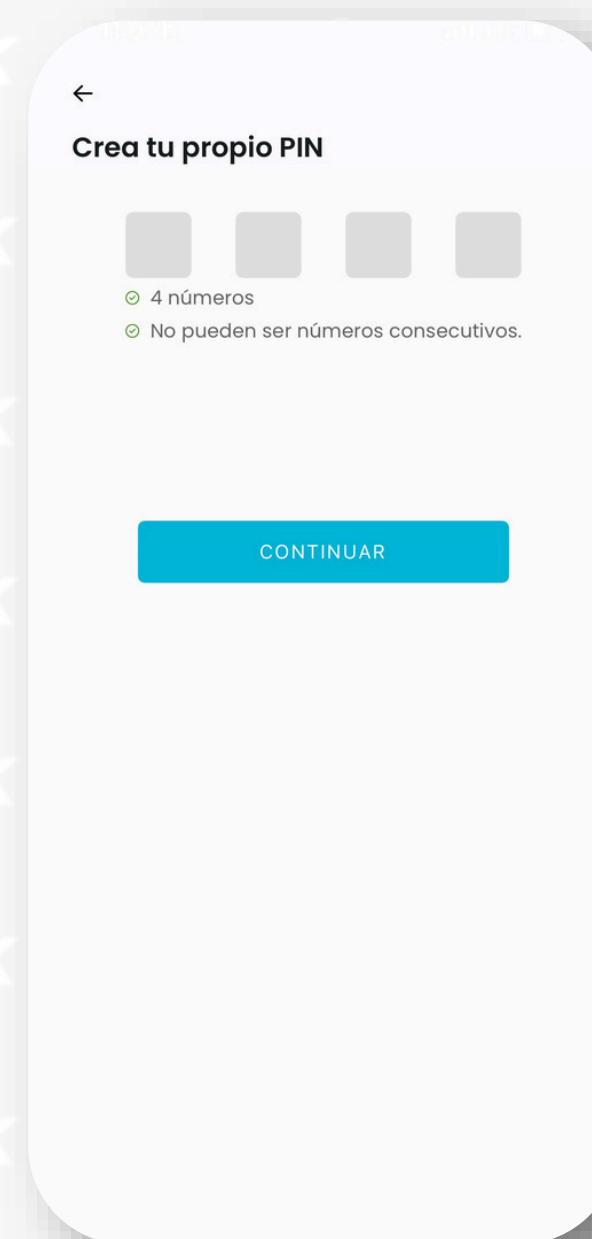 Crea tu propio PIN
4 números
No pueden ser números consecutivos.
CONTINUAR